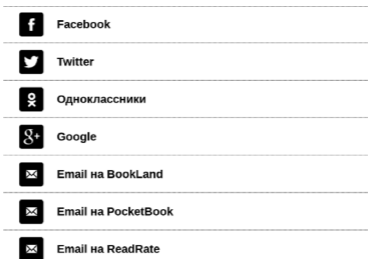 Facebook
Twitter
Одноклассники
Google
Email на BookLand
Email на PocketBook
Email на ReadRate